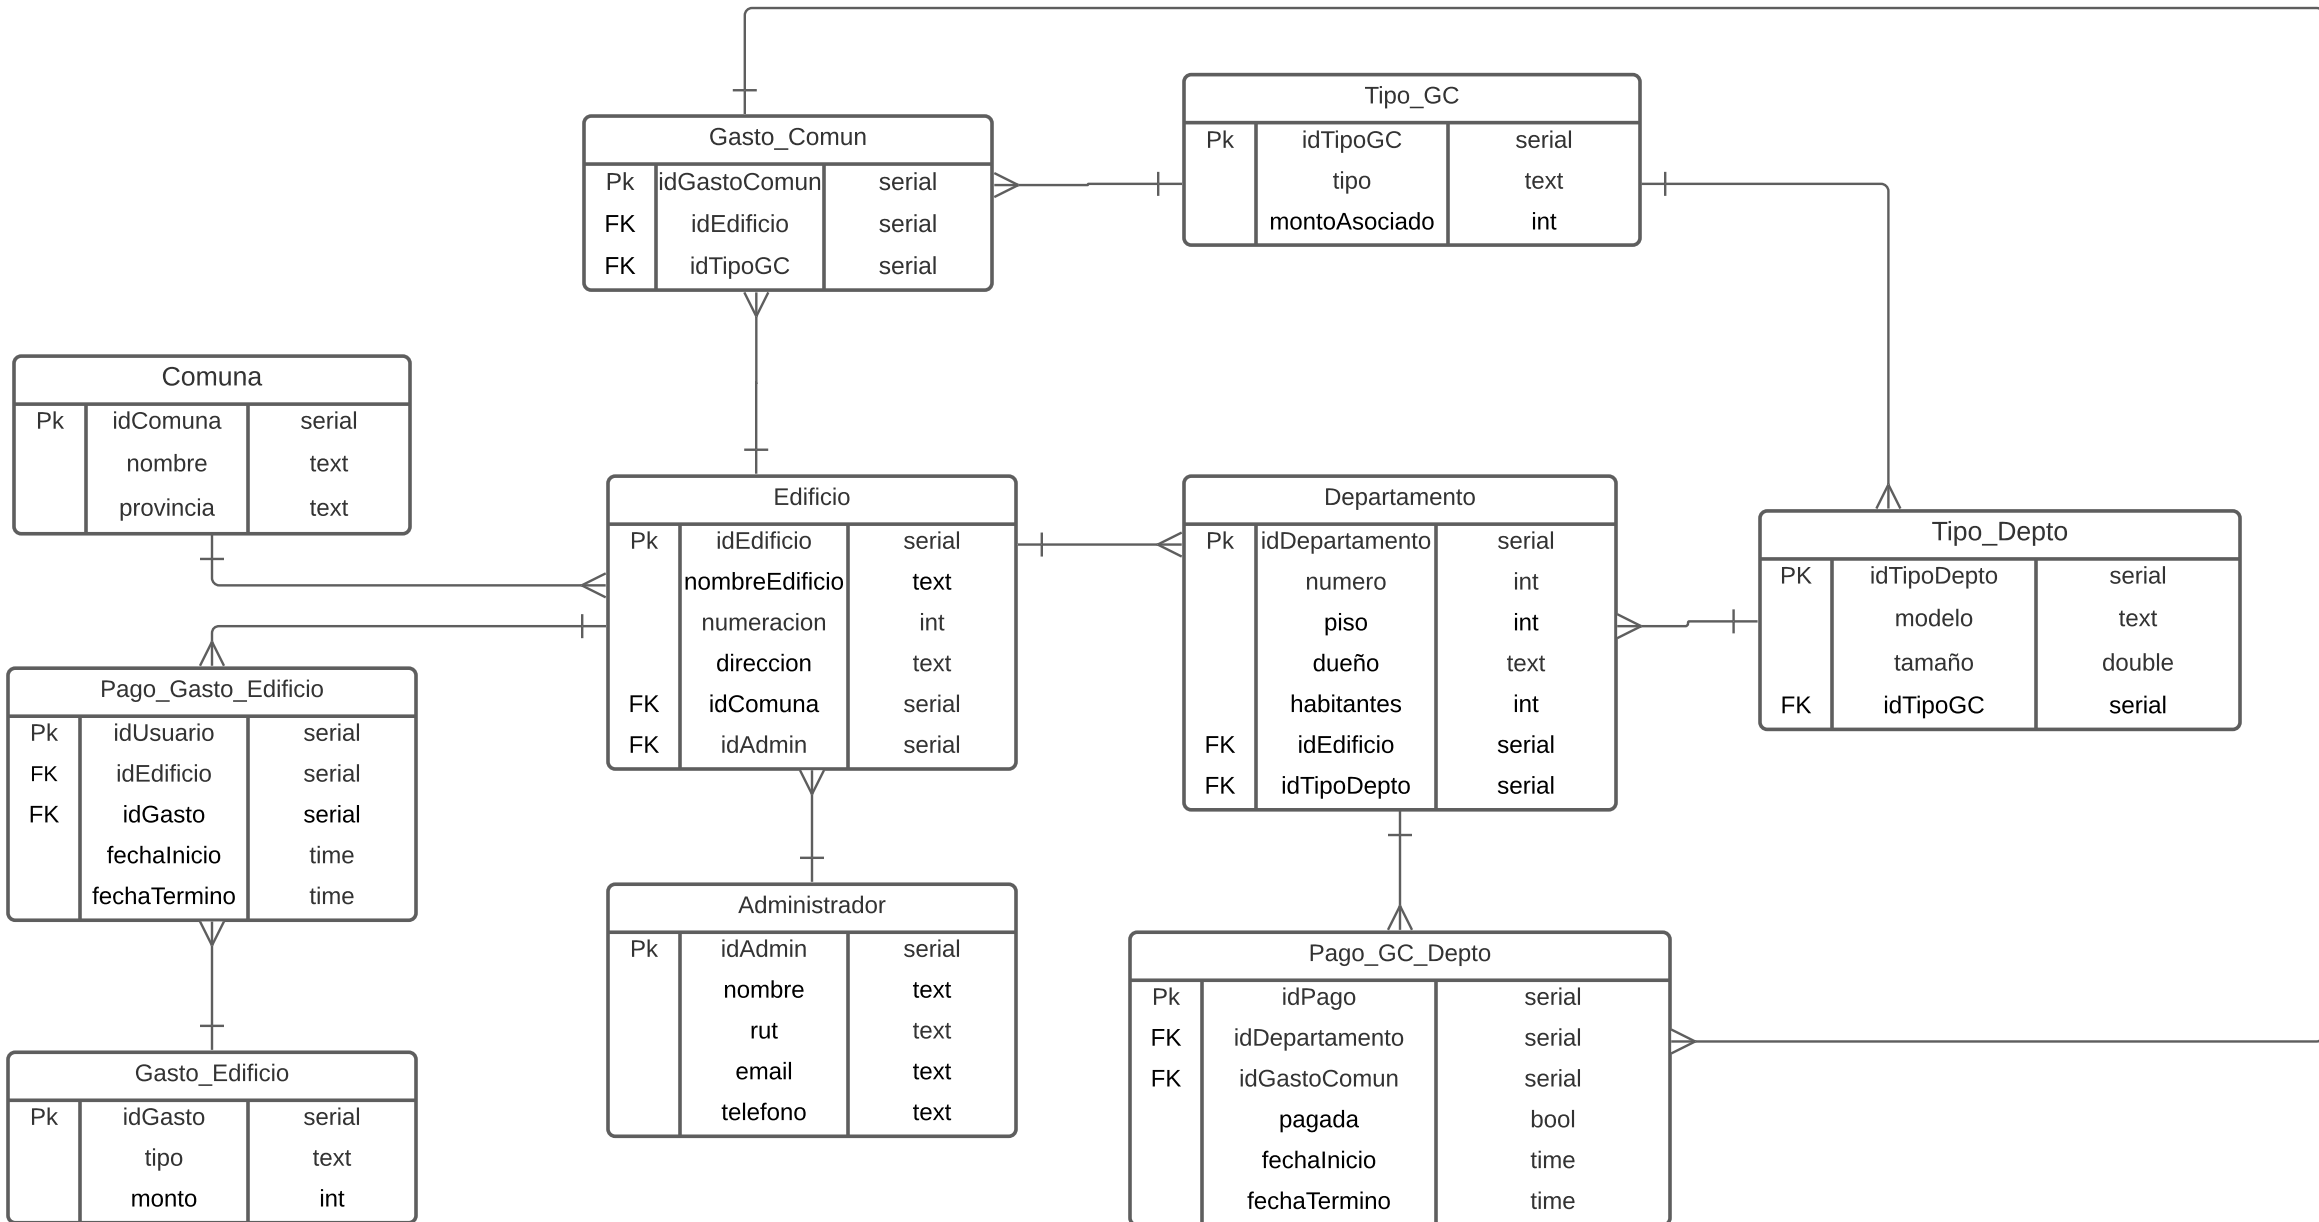 Gasto_Comun
Pk idGastoComun serial
FK idEdificio serial
FK idTipoGC serial
Tipo_GC
Pk idTipoGC serial
tipo text
montoAsociado int
Comuna
Pk idComuna serial
nombre text
provincia text
Edificio
Pk idEdificio serial
nombreEdificio text
numeracion int
direccion text
FK idComuna serial
FK idAdmin serial
Departamento
Pk idDepartamento serial
numero int
piso int
dueño text
habitantes int
FK idEdificio serial
FK idTipoDepto serial
Tipo_Depto
PK idTipoDepto serial
modelo text
tamaño double
FK idTipoGC serial
Pago_Gasto_Edificio
Pk idUsuario serial
FK idEdificio serial
FK idGasto serial
fechaInicio time
fechaTermino time
Administrador
Pk idAdmin serial
nombre text
rut text
email text
telefono text
Pago_GC_Depto
Pk idPago serial
FK idDepartamento serial
FK idGastoComun serial
pagada bool
fechaInicio time
fechaTermino time
Gasto_Edificio
Pk idGasto serial
tipo text
monto int